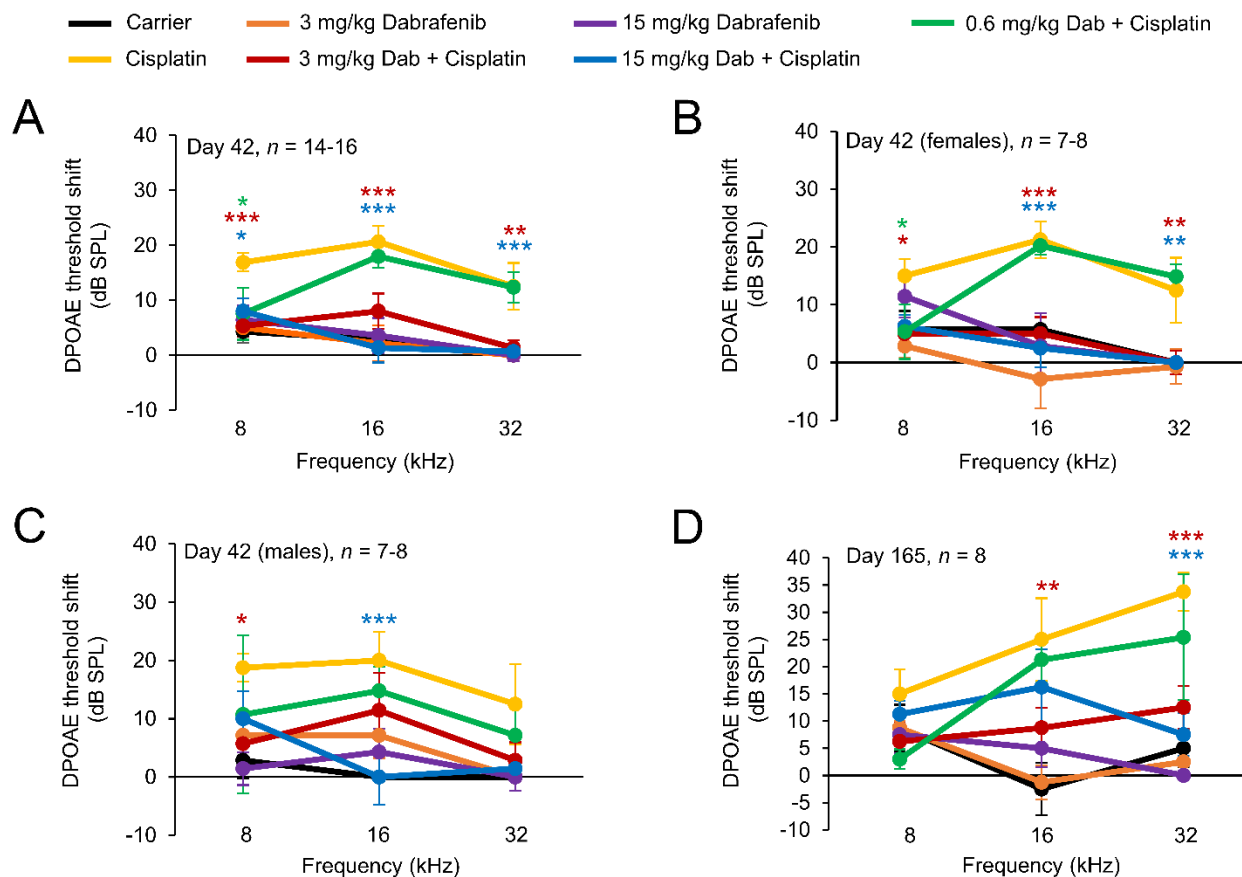 Carrier 3 mg/kg Dabrafenib 15 mg/kg Dabrafenib 0.6 mg/kg Dab + Cisplatin
Cisplatin 3 mg/kg Dab + Cisplatin 15 mg/kg Dab + Cisplatin
A
DPOAE threshold shift
(dB SPL)
40
30
20
10
0
-10
Day 42, n = 14-16
*
***
*
***
***
**
***
8 16 32
Frequency (kHz)
B
DPOAE threshold shift
(dB SPL)
40
30
20
10
0
-10
Day 42 (females), n = 7-8
*
*
***
***
**
**
8 16 32
Frequency (kHz)
C
DPOAE threshold shift
(dB SPL)
40
30
20
10
0
-10
Day 42 (males), n = 7-8
*
***
8 16 32
Frequency (kHz)
D
DPOAE threshold shift
(dB SPL)
40
35
30
25
20
15
10
5
0
-5
-10
Day 165, n = 8
**
***
***
8 16 32
Frequency (kHz)